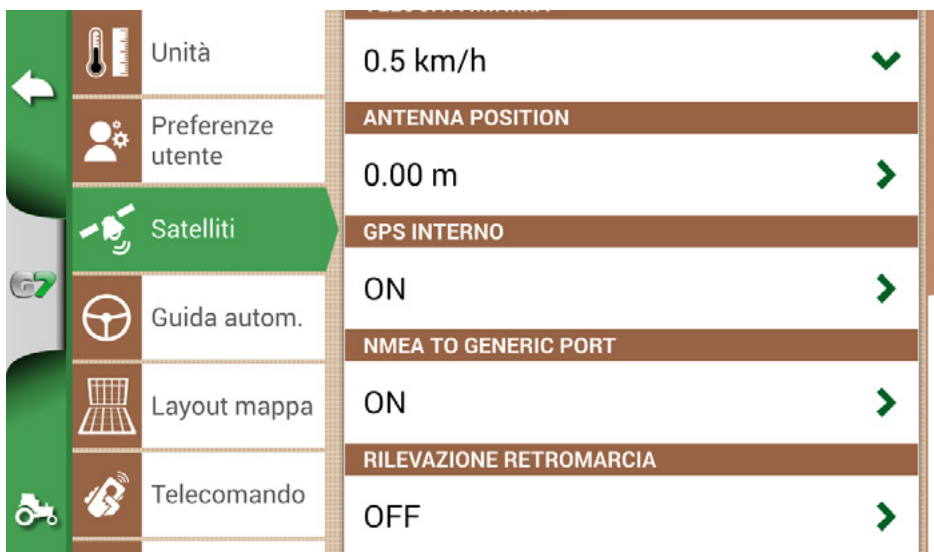 Unità
Preferenze
utente
Satelliti
Guida autom.
Layout mappa
Telecomando
G7
0.5 km/h
ANTENNA POSITION
0.00 m
GPS INTERNO
ON
NMEA TO GENERIC PORT
ON
RILEVAZIONE RETROMARCIA
OFF